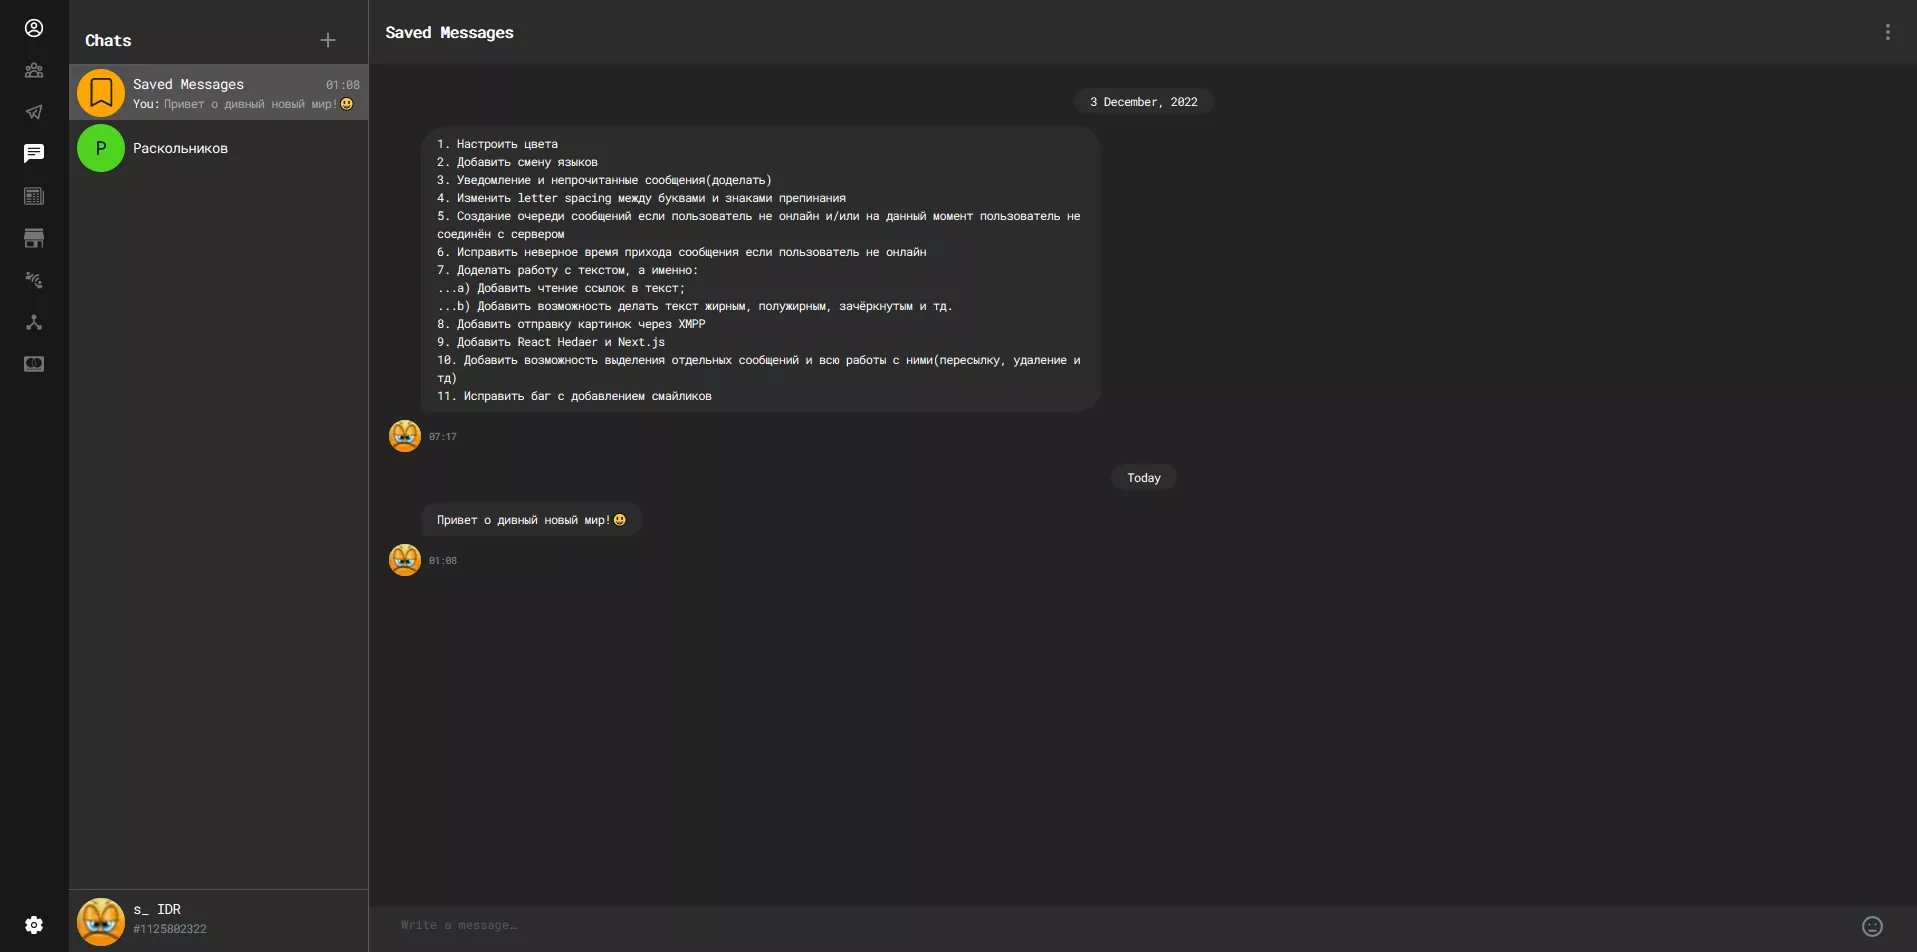 Chats
Saved Messages 01:08
You: Привет о дивный новый мир!😃
P
Раскольников
s_ IDR
#1125802322
Saved Messages
3 December, 2022
1. Настроить цвета
2. Добавить смену языков
3. Уведомление и непрочитанные сообщения(доделать)
4. Изменить letter spacing между буквами и знаками препинания
5. Создание очереди сообщений если пользователь не онлайн и/или на данный момент пользователь не
соединён с сервером
6. Исправить неверное время прихода сообщения если пользователь не онлайн
7. Доделать работу с текстом, а именно:
...a) Добавить чтение ссылок в текст;
...b) Добавить возможность делать текст жирным, полужирным, зачёркнутым и тд.
8. Добавить отправку картинок через XMPP
9. Добавить React Hedaer и Next.js
10. Добавить возможность выделения отдельных сообщений и всю работы с ними(пересылку, удаление и
тд)
11. Исправить баг с добавлением смайликов
07:17
Today
Привет о дивный новый мир!😃
01:08
Write a message…